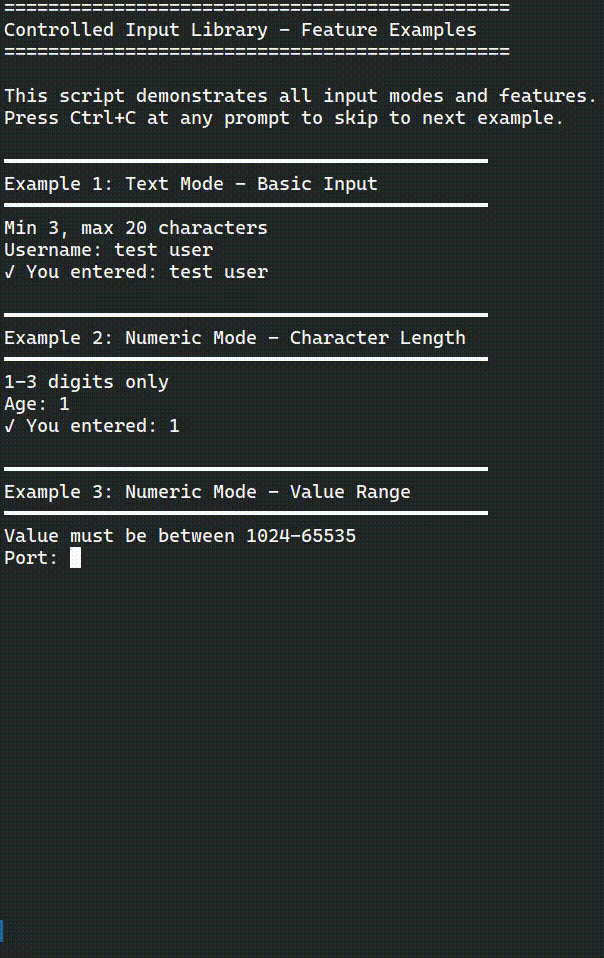 ==============================================
Controlled Input Library - Feature Examples
==============================================
This script demonstrates all input modes and features.
Press Ctrl+C at any prompt to skip to next example.
Example 1: Text Mode - Basic Input
Min 3, max 20 characters
Username: test user
√ You entered: test user
Example 2: Numeric Mode - Character Length
1-3 digits only
Age: 1
√ You entered: 1
Example 3: Numeric Mode - Value Range
Value must be between 1024-65535
Port: